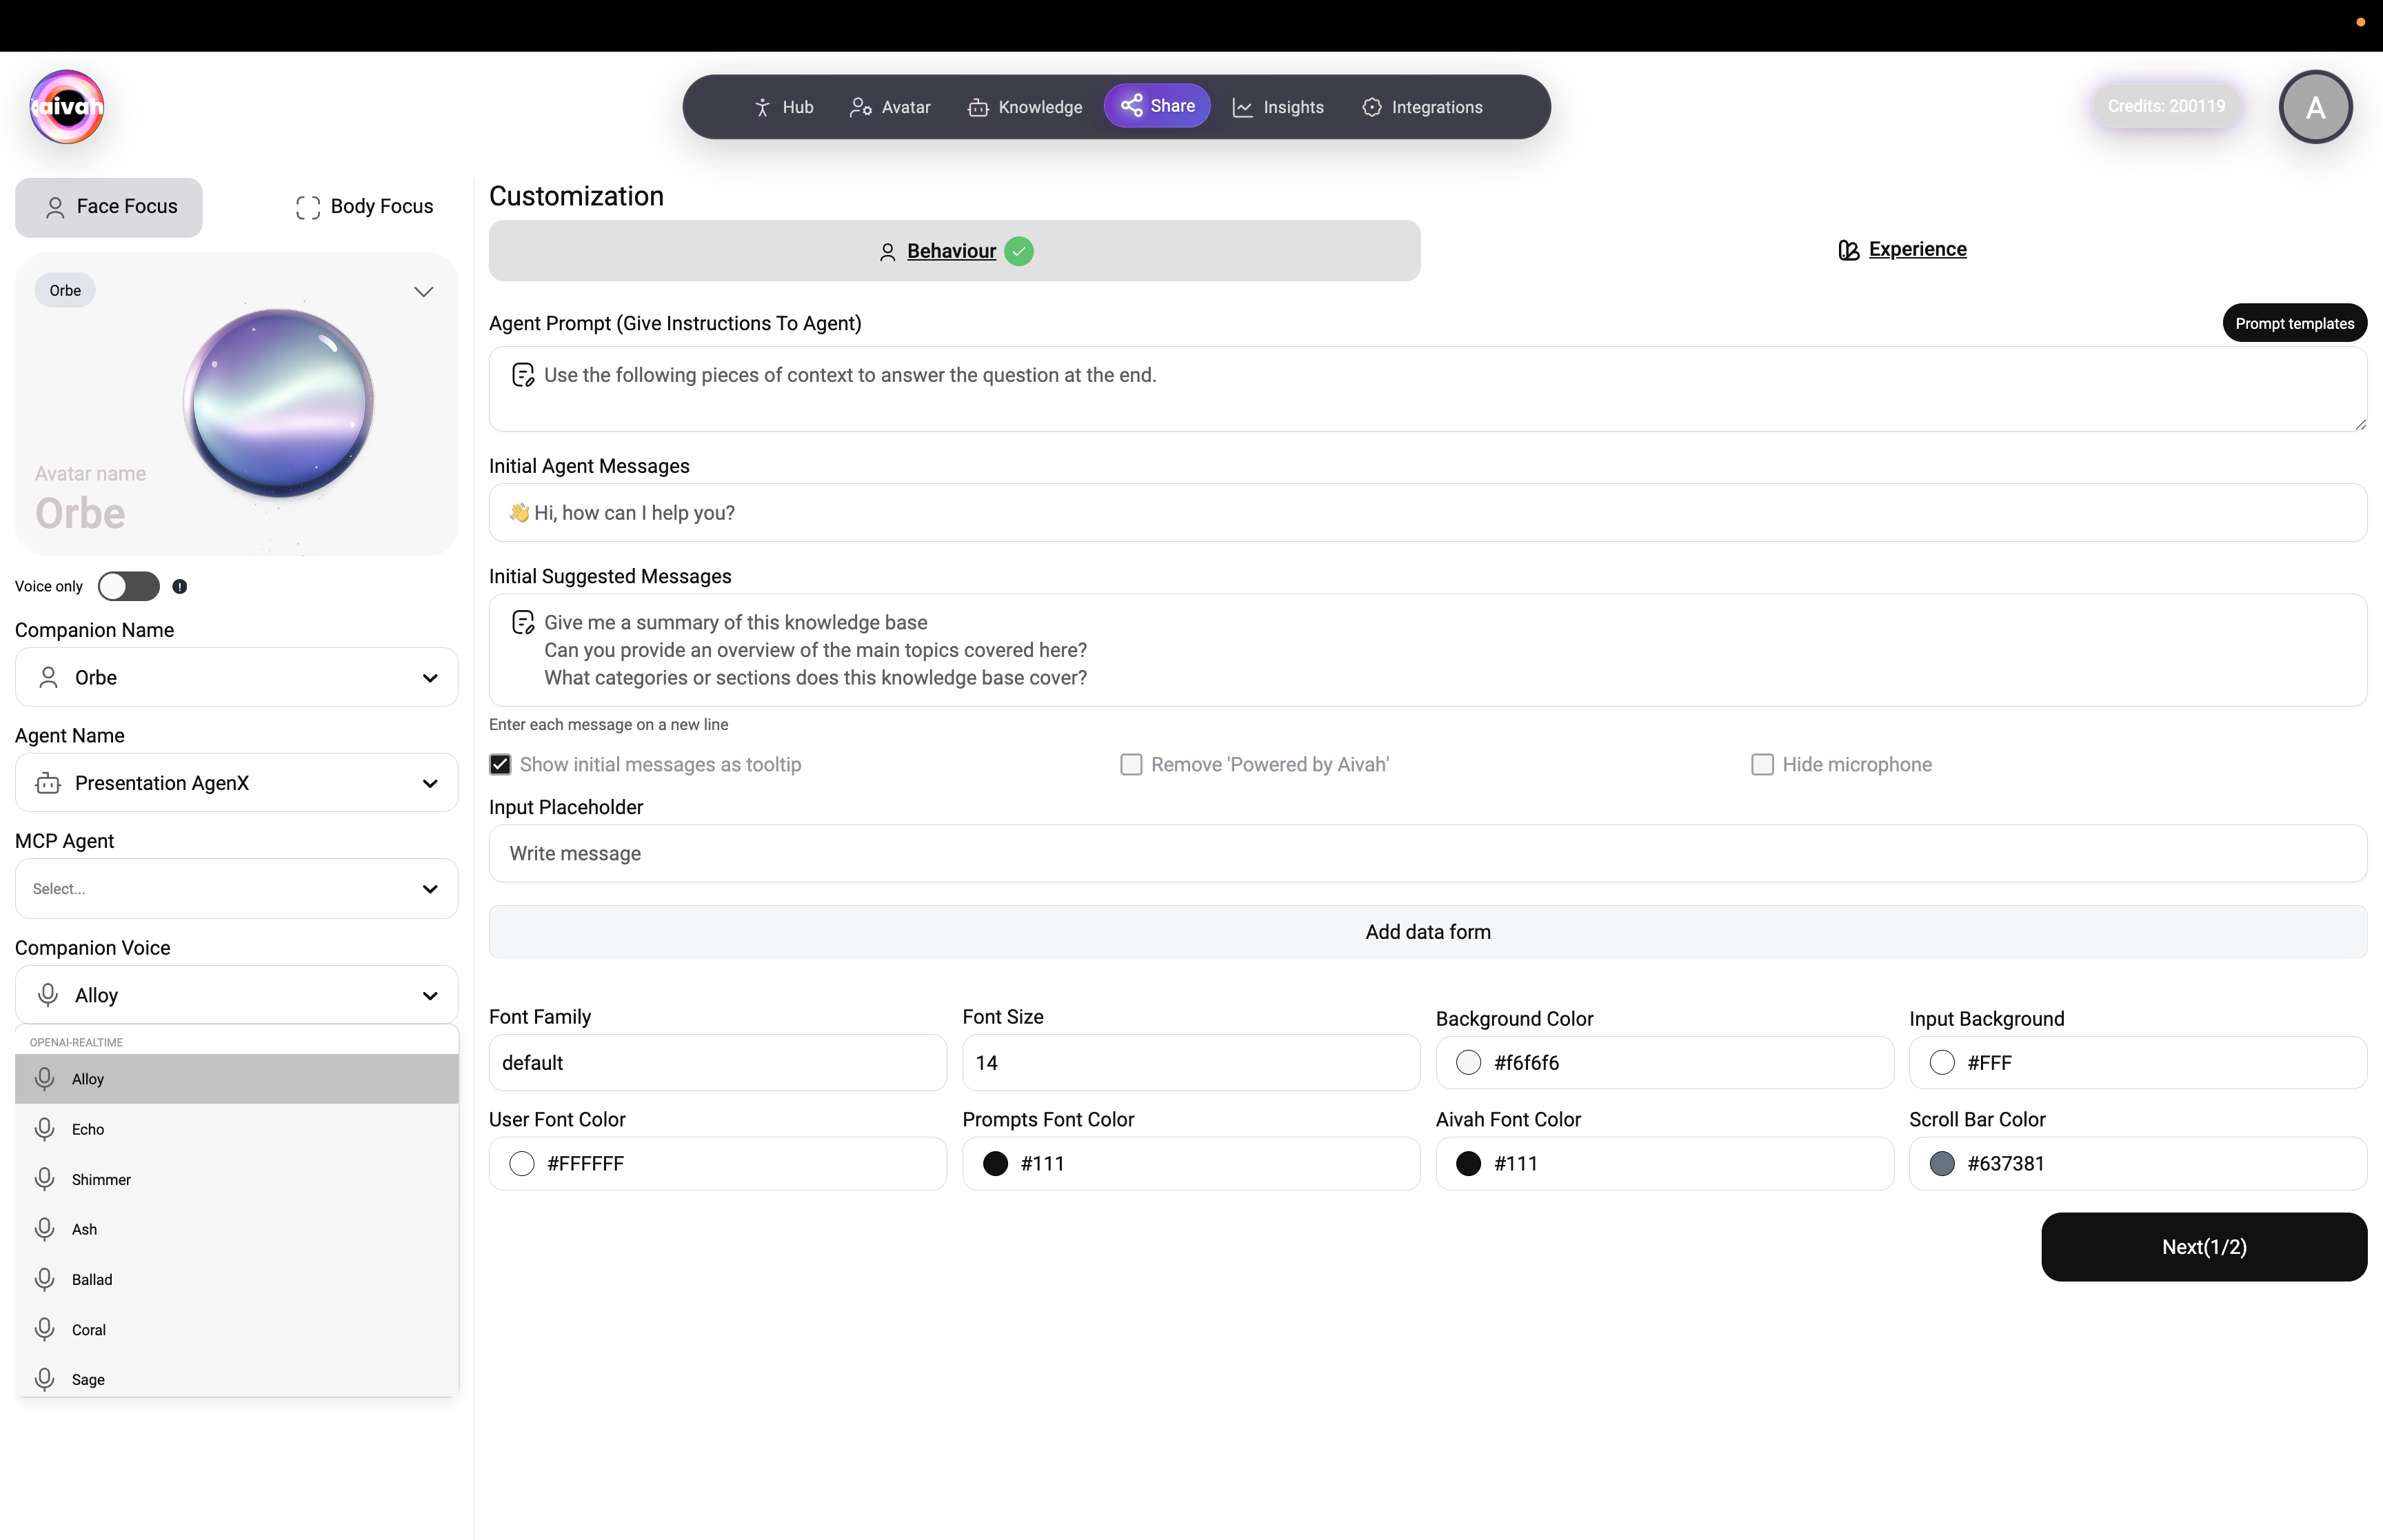 aivah
Hub
Avatar
Knowledge
Share
Insights
Integrations
Credits: 200119
A
Face Focus
Body Focus
Orbe
Avatar name
Orbe
Voice only
Companion Name
Orbe
Agent Name
Presentation AgenX
MCP Agent
Select...
Companion Voice
Alloy
OPENAI-REALTIME
Alloy
Echo
Shimmer
Ash
Ballad
Coral
Sage
Customization
Behaviour
Experience
Agent Prompt (Give Instructions To Agent)
Prompt templates
Use the following pieces of context to answer the question at the end.
Initial Agent Messages
👋 Hi, how can I help you?
Initial Suggested Messages
Give me a summary of this knowledge base
Can you provide an overview of the main topics covered here?
What categories or sections does this knowledge base cover?
Enter each message on a new line
Show initial messages as tooltip
Remove 'Powered by Aivah'
Hide microphone
Input Placeholder
Write message
Add data form
Font Family
Font Size
Background Color
Input Background
default
14
#f6f6f6
#FFF
User Font Color
Prompts Font Color
Aivah Font Color
Scroll Bar Color
#FFFFFF
#111
#111
#637381
Next(1/2)